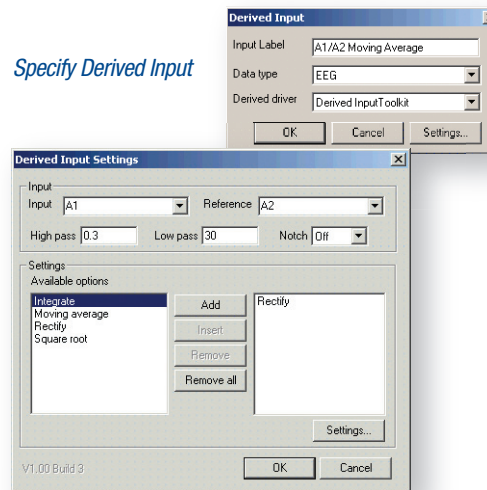 Specify Derived Input
Derived Input
Input Label A1/A2 Moving Average
Data type EEG
Derived driver Derived InputToolkit
OK Cancel Settings...
Derived Input Settings
Input
Input A1 Reference A2
High pass 0.3 Low pass 30 Notch Off
Settings
Available options
Integrate
Moving average
Rectify
Square root
Add
Insert
Remove
Remove all
Rectify
Settings...
V1.00 Build 3
OK Cancel